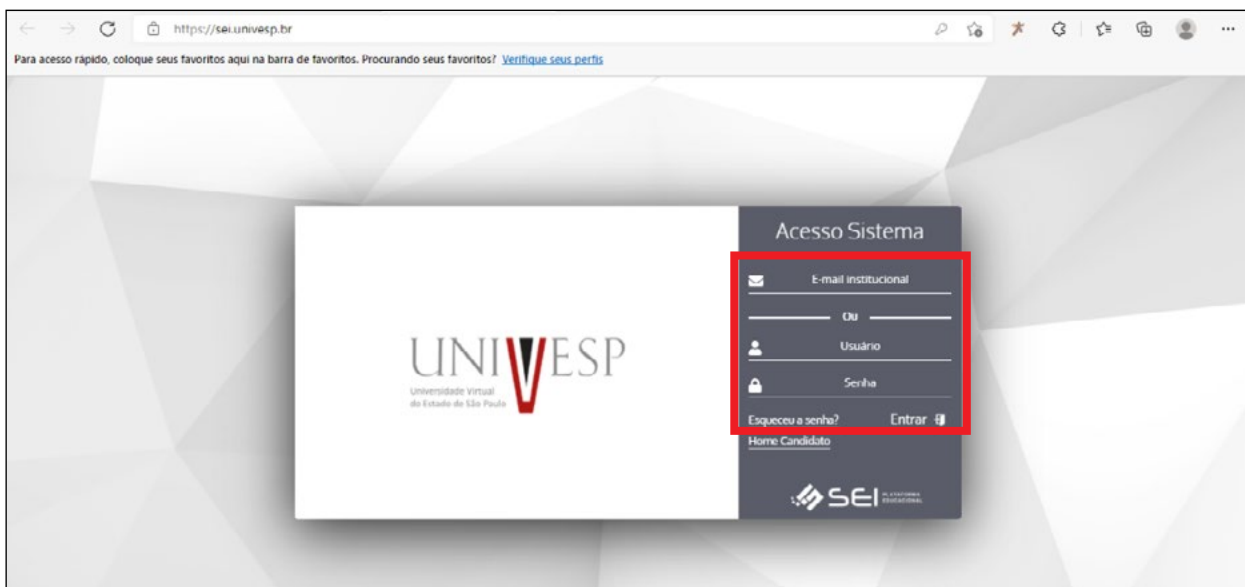 https://sei.univesp.br
Para acesso rápido, coloque seus favoritos aqui na barra de favoritos. Procurando seus favoritos? Verifique seus perfis
Acesso Sistema
E-mail institucional
Ou
Usuário
Senha
Esqueceu a senha? Entrar
Home Candidato
UNIVESP
Universidade Virtual
do Estado de São Paulo
SEI PLATAFORMA
EDUCACIONAL